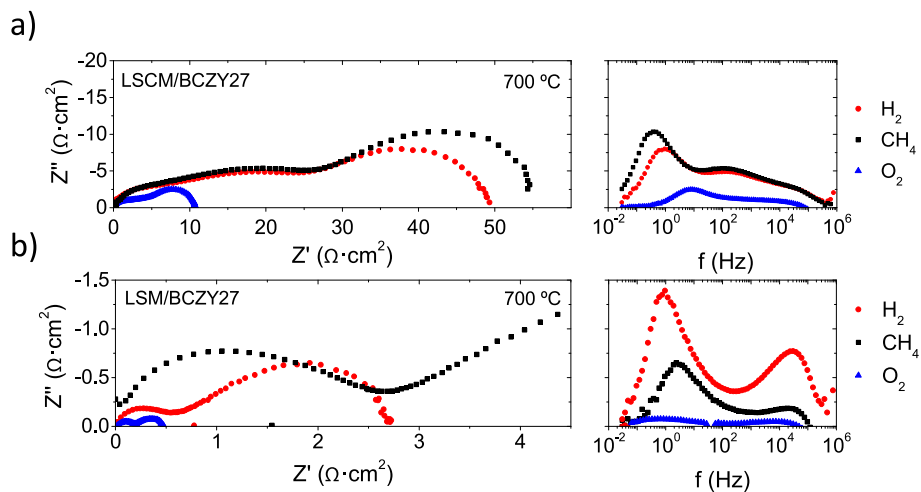 a)
LSCM/BCZY27 700 ºC
-20
-15
-10
-5
0
Z'' (Ω·cm²)
0 10 20 30 40 50
Z' (Ω·cm²)
10⁻² 10⁰ 10² 10⁴ 10⁶
f (Hz)
H₂
CH₄
O₂
b)
LSM/BCZY27 700 ºC
-1.5
-1.0
-0.5
0.0
Z'' (Ω·cm²)
0 1 2 3 4
Z' (Ω·cm²)
10⁻² 10⁰ 10² 10⁴ 10⁶
f (Hz)
H₂
CH₄
O₂